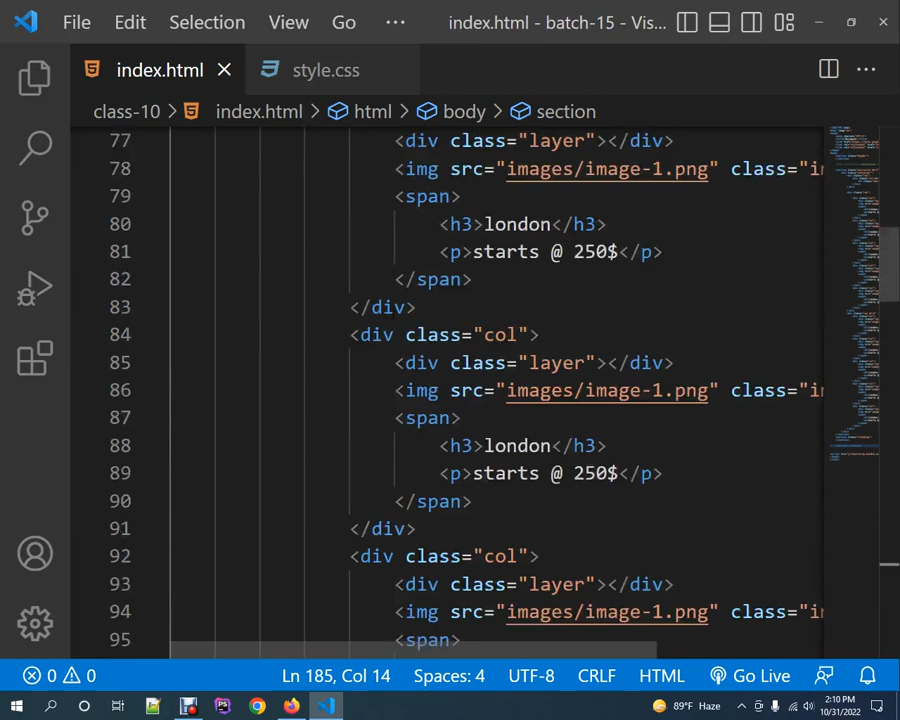 File Edit Selection View Go ··· index.html - batch-15 - Vis...
index.html style.css
class-10 > index.html > html > body > section
77 <div class="layer"></div>
78 <img src="images/image-1.png" class="i
79 <span>
80 <h3>london</h3>
81 <p>starts @ 250$</p>
82 </span>
83 </div>
84 <div class="col">
85 <div class="layer"></div>
86 <img src="images/image-1.png" class="i
87 <span>
88 <h3>london</h3>
89 <p>starts @ 250$</p>
90 </span>
91 </div>
92 <div class="col">
93 <div class="layer"></div>
94 <img src="images/image-1.png" class="i
95 <span>
0 0 Ln 185, Col 14 Spaces: 4 UTF-8 CRLF HTML Go Live
PS 89°F Haze 2:10 PM
10/31/2022